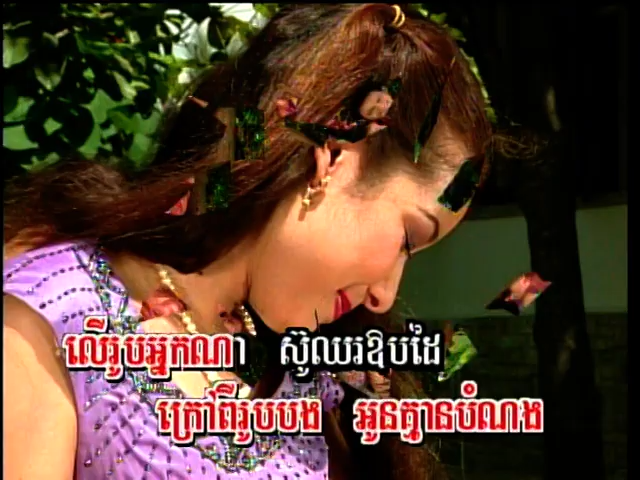 លើរូបអ្នកណា ស៊ូឈរឱបដៃ
ក្រៅពីរូបបង អូនគ្មានបំណង